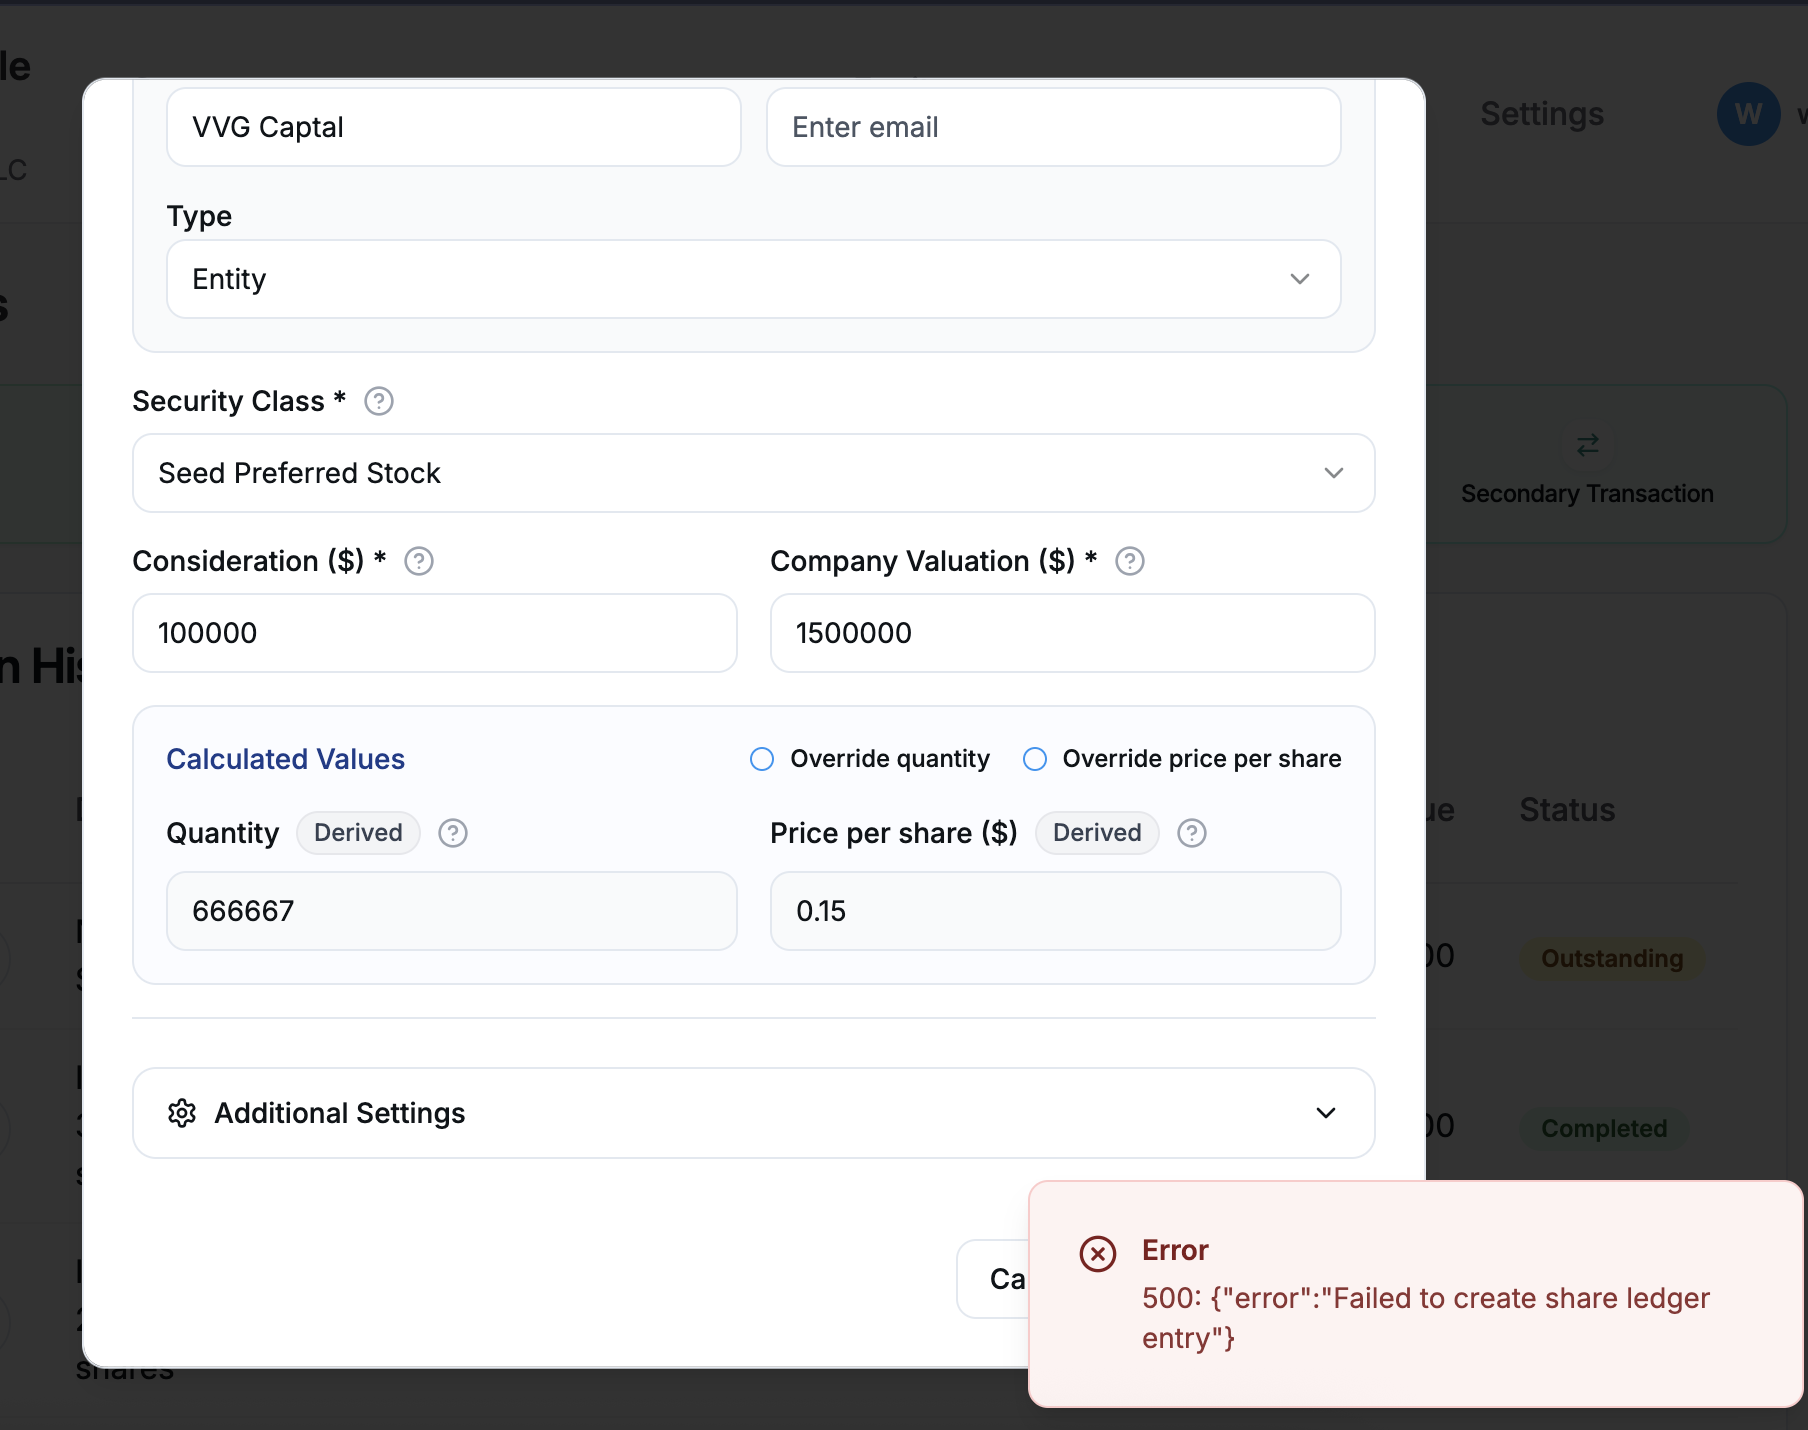 le
LC
Settings
W
VVG Captal
Enter email
Type
Entity
Security Class *
Seed Preferred Stock
Secondary Transaction
Consideration ($) *
Company Valuation ($) *
100000
1500000
n His
Calculated Values
Override quantity
Override price per share
Quantity
Derived
Price per share ($)
Derived
666667
0.15
ue
Status
00
Outstanding
00
Completed
Additional Settings
Ca
shares
Error
500: {"error":"Failed to create share ledger
entry"}